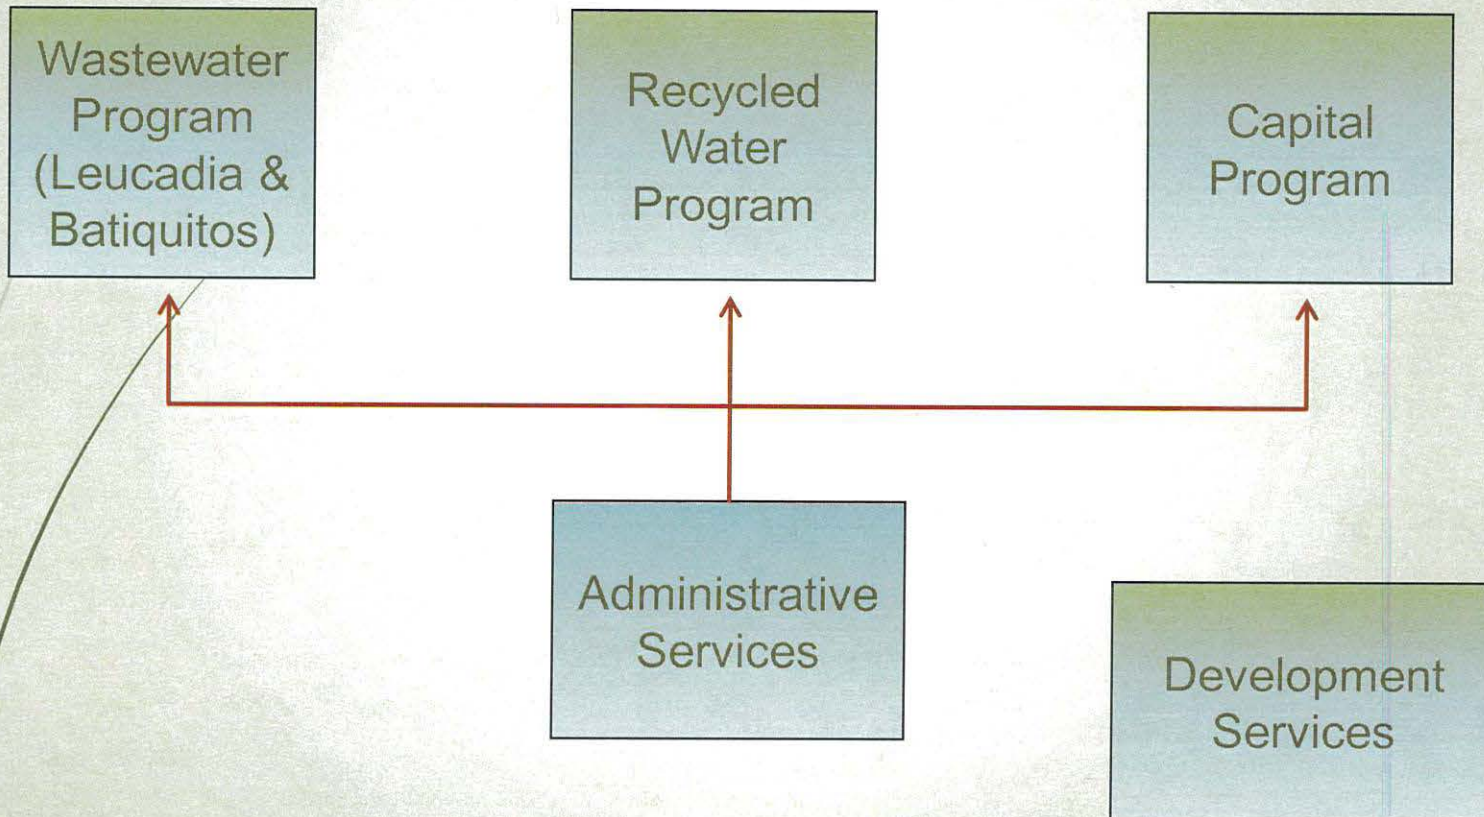 Wastewater
Program
(Leucadia &
Batiquitos)
Recycled
Water
Program
Capital
Program
Administrative
Services
Development
Services